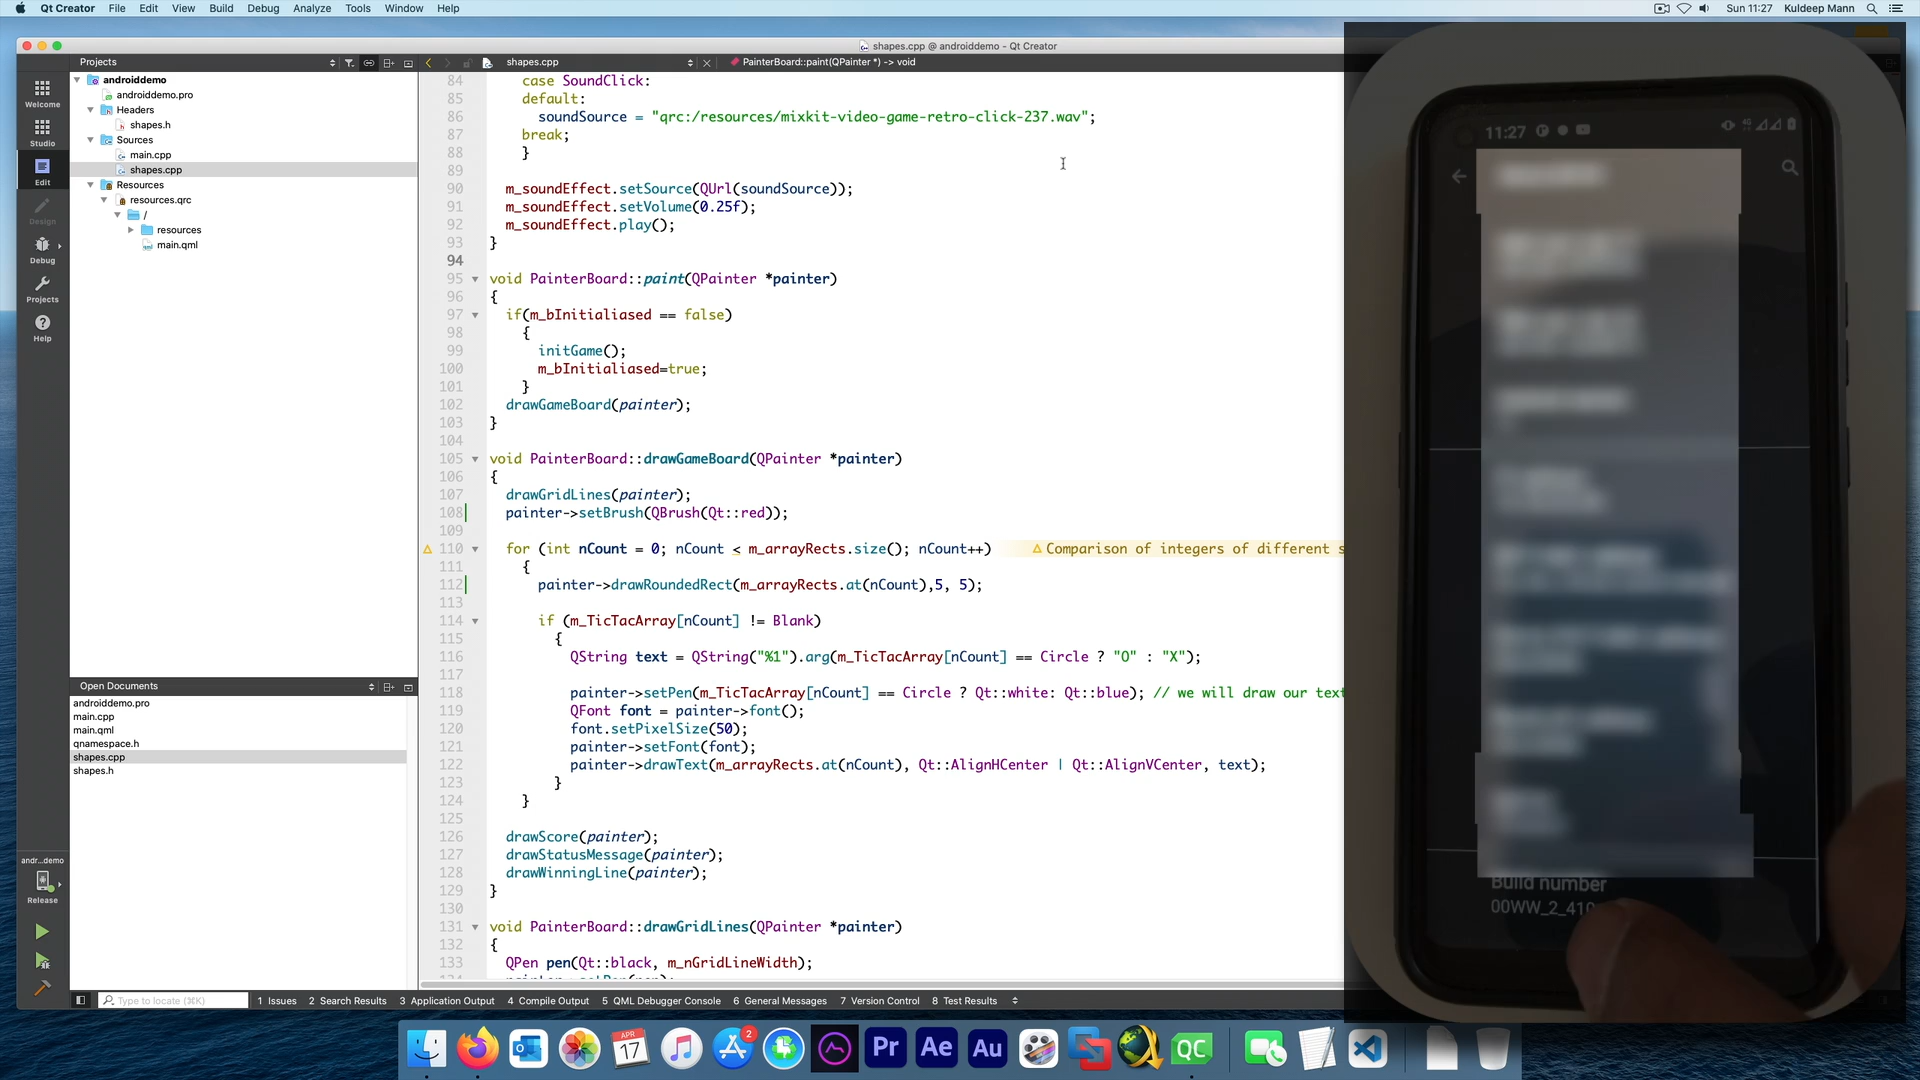 Qt Creator File Edit View Build Debug Analyze Tools Window Help
Sun 11:27 Kuldeep Mann
shapes.cpp @ androiddemo - Qt Creator
Projects
shapes.cpp
PainterBoard::paint(QPainter *) -> void
Welcome
Studio
Edit
Design
Debug
Projects
Help
androiddemo
androiddemo.pro
Headers
shapes.h
Sources
main.cpp
shapes.cpp
Resources
resources.qrc
/
resources
main.qml
Open Documents
androiddemo.pro
main.cpp
main.qml
qnamespace.h
shapes.cpp
shapes.h
andr...demo
Release
84 case SoundClick:
85 default:
86 soundSource = "qrc:/resources/mixkit-video-game-retro-click-237.wav";
87 break;
88 }
89
90 m_soundEffect.setSource(QUrl(soundSource));
91 m_soundEffect.setVolume(0.25f);
92 m_soundEffect.play();
93 }
94
95 void PainterBoard::paint(QPainter *painter)
96 {
97 if(m_bInitialiased == false)
98 {
99 initGame();
100 m_bInitialiased=true;
101 }
102 drawGameBoard(painter);
103 }
104
105 void PainterBoard::drawGameBoard(QPainter *painter)
106 {
107 drawGridLines(painter);
108 painter->setBrush(QBrush(Qt::red));
109
110 for (int nCount = 0; nCount < m_arrayRects.size(); nCount++) Comparison of integers of different s
111 {
112 painter->drawRoundedRect(m_arrayRects.at(nCount),5, 5);
113
114 if (m_TicTacArray[nCount] != Blank)
115 {
116 QString text = QString("%1").arg(m_TicTacArray[nCount] == Circle ? "O" : "X");
117
118 painter->setPen(m_TicTacArray[nCount] == Circle ? Qt::white: Qt::blue); // we will draw our text
119 QFont font = painter->font();
120 font.setPixelSize(50);
121 painter->setFont(font);
122 painter->drawText(m_arrayRects.at(nCount), Qt::AlignHCenter | Qt::AlignVCenter, text);
123 }
124 }
125
126 drawScore(painter);
127 drawStatusMessage(painter);
128 drawWinningLine(painter);
129 }
130
131 void PainterBoard::drawGridLines(QPainter *painter)
132 {
133 QPen pen(Qt::black, m_nGridLineWidth);
Type to locate (⌘K)
1 Issues 2 Search Results 3 Application Output 4 Compile Output 5 QML Debugger Console 6 General Messages 7 Version Control 8 Test Results
11:27
4G
Build number
00WW_2_410
APR
17
2
Pr
Ae
Au
QC